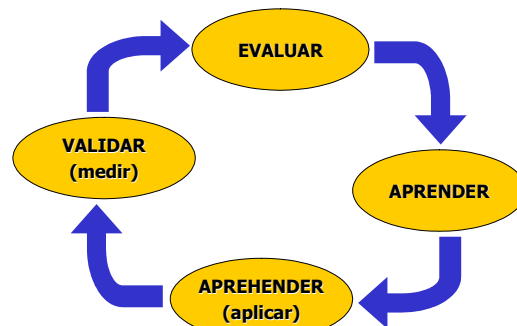 EVALUAR
VALIDAR
(medir)
APRENDER
APREHENDER
(aplicar)